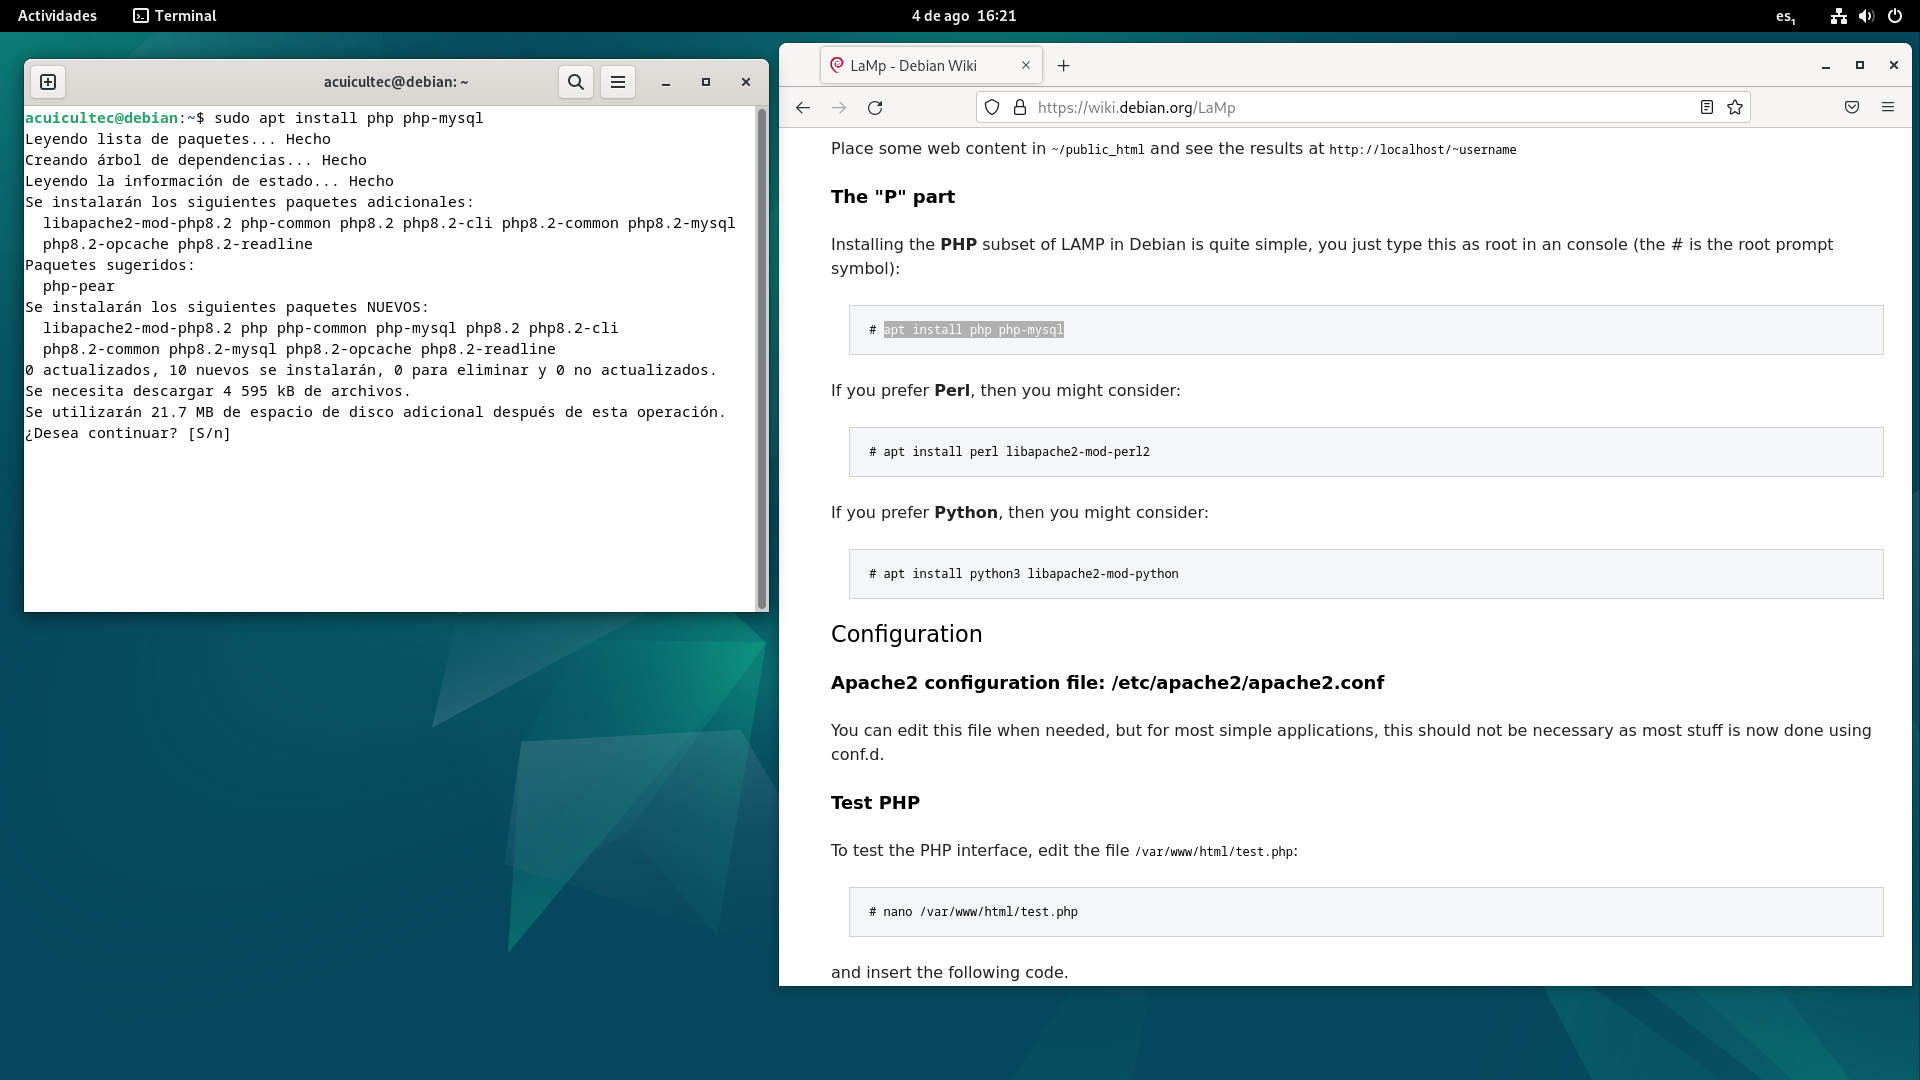 Actividades
Terminal
4 de ago 16:21
es₁
acuicultec@debian: ~
acuicultec@debian:~$ sudo apt install php php-mysql
Leyendo lista de paquetes... Hecho
Creando árbol de dependencias... Hecho
Leyendo la información de estado... Hecho
Se instalarán los siguientes paquetes adicionales:
  libapache2-mod-php8.2 php-common php8.2 php8.2-cli php8.2-common php8.2-mysql
  php8.2-opcache php8.2-readline
Paquetes sugeridos:
  php-pear
Se instalarán los siguientes paquetes NUEVOS:
  libapache2-mod-php8.2 php php-common php-mysql php8.2 php8.2-cli
  php8.2-common php8.2-mysql php8.2-opcache php8.2-readline
0 actualizados, 10 nuevos se instalarán, 0 para eliminar y 0 no actualizados.
Se necesita descargar 4 595 kB de archivos.
Se utilizarán 21.7 MB de espacio de disco adicional después de esta operación.
¿Desea continuar? [S/n]
LaMp - Debian Wiki
https://wiki.debian.org/LaMp
Place some web content in ~/public_html and see the results at http://localhost/~username
The "P" part
Installing the PHP subset of LAMP in Debian is quite simple, you just type this as root in an console (the # is the root prompt
symbol):
# apt install php php-mysql
If you prefer Perl, then you might consider:
# apt install perl libapache2-mod-perl2
If you prefer Python, then you might consider:
# apt install python3 libapache2-mod-python
Configuration
Apache2 configuration file: /etc/apache2/apache2.conf
You can edit this file when needed, but for most simple applications, this should not be necessary as most stuff is now done using
conf.d.
Test PHP
To test the PHP interface, edit the file /var/www/html/test.php:
# nano /var/www/html/test.php
and insert the following code.